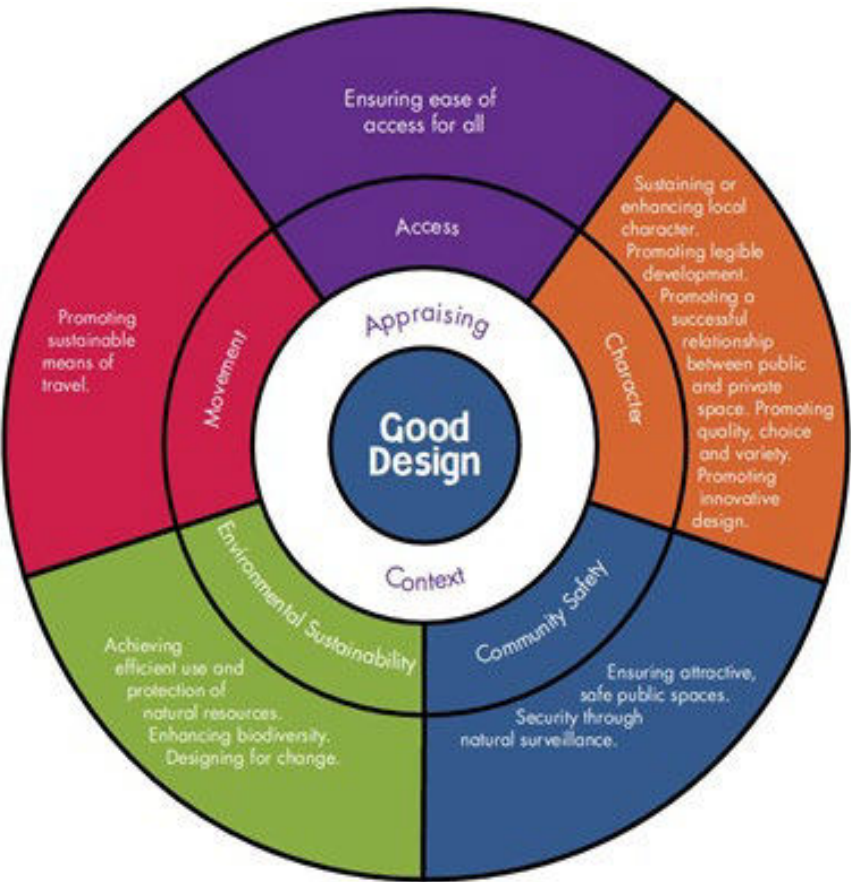 Ensuring ease of
access for all
Access
Sustaining or
enhancing local
character.
Promoting legible
development.
Promoting a
successful
relationship
between public
and private
space. Promoting
quality, choice
and variety.
Promoting
innovative
design.
Character
Promoting
sustainable
means of
travel.
Movement
Appraising
Good
Design
Context
Environmental Sustainability
Achieving
efficient use and
protection of
natural resources.
Enhancing biodiversity.
Designing for change.
Community Safety
Ensuring attractive,
safe public spaces.
Security through
natural surveillance.